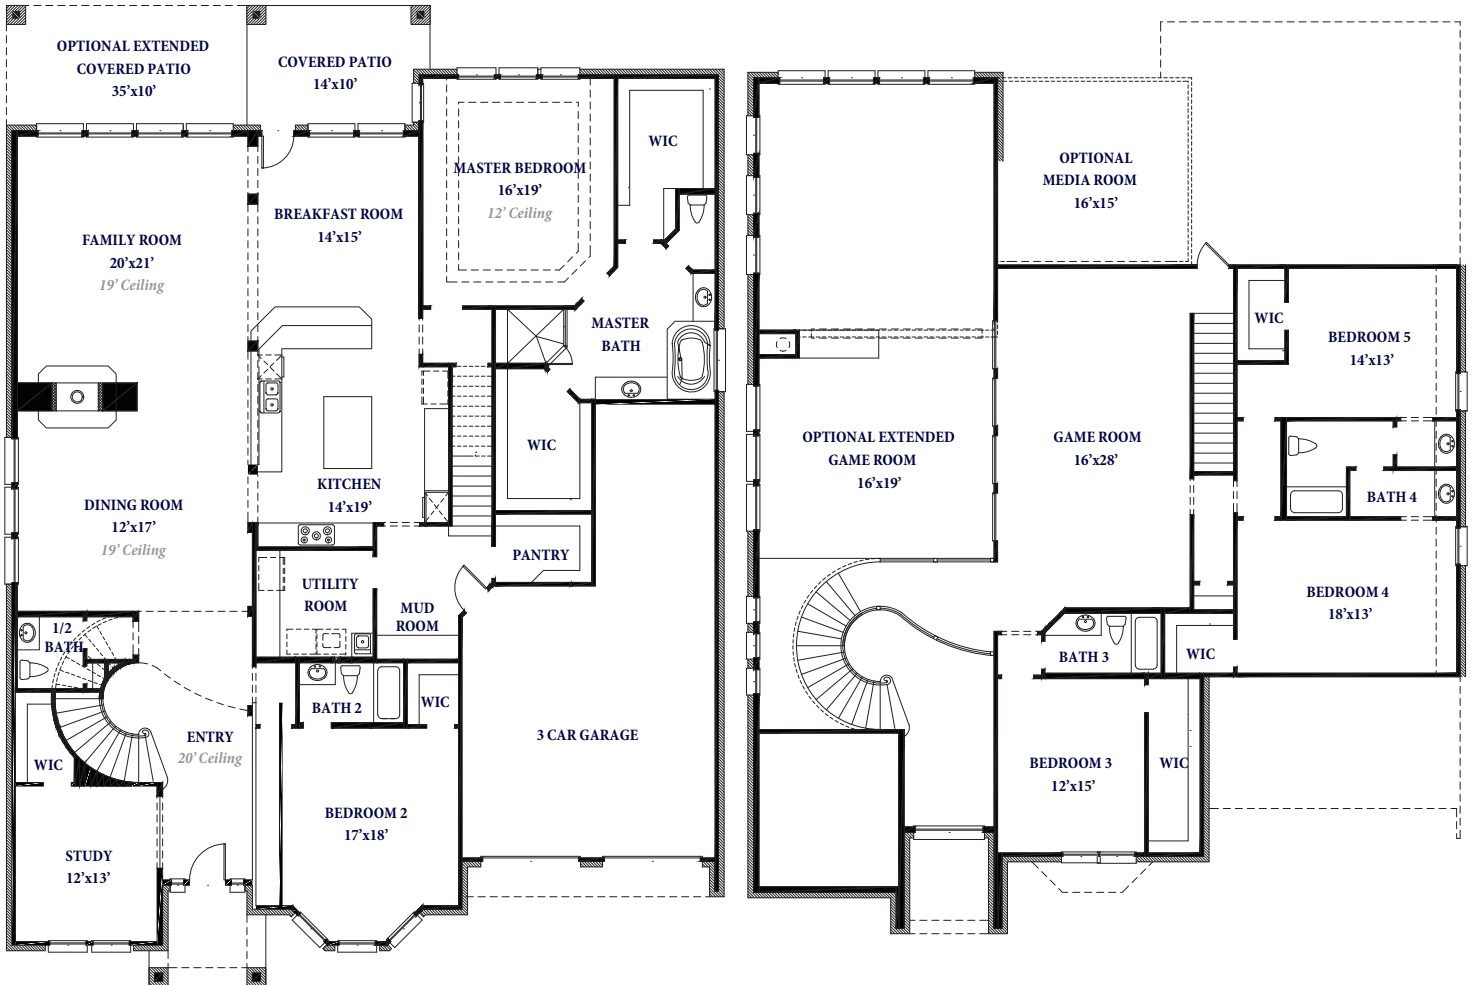 OPTIONAL EXTENDED
COVERED PATIO
35'x10'
COVERED PATIO
14'x10'
WIC
MASTER BEDROOM
16'x19'
12' Ceiling
BREAKFAST ROOM
14'x15'
FAMILY ROOM
20'x21'
19' Ceiling
MASTER
BATH
WIC
KITCHEN
14'x19'
DINING ROOM
12'x17'
19' Ceiling
PANTRY
UTILITY
ROOM
MUD
ROOM
1/2
BATH
BATH 2
WIC
ENTRY
20' Ceiling
3 CAR GARAGE
WIC
BEDROOM 2
17'x18'
STUDY
12'x13'
OPTIONAL
MEDIA ROOM
16'x15'
WIC
BEDROOM 5
14'x13'
OPTIONAL EXTENDED
GAME ROOM
16'x19'
GAME ROOM
16'x28'
BATH 4
BEDROOM 4
18'x13'
BATH 3
WIC
BEDROOM 3
12'x15'
WIC